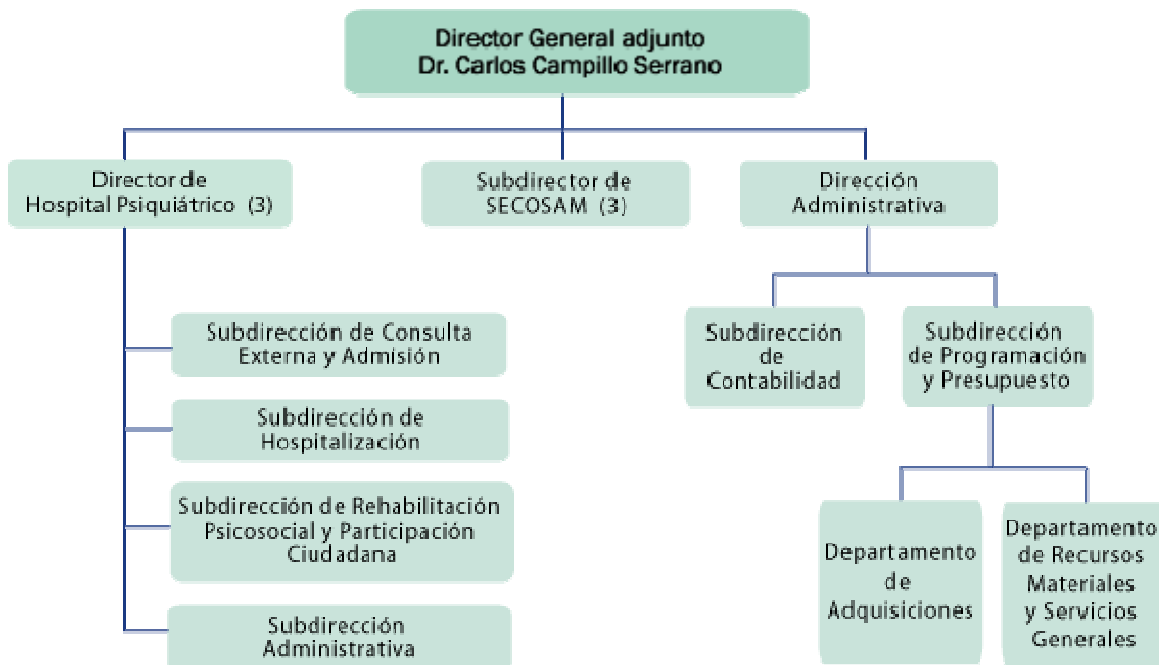 Director General adjunto
Dr. Carlos Campillo Serrano
Director de
Hospital Psiquiátrico (3)
Subdirector de
SECOSAM (3)
Dirección
Administrativa
Subdirección de Consulta
Externa y Admisión
Subdirección de
Hospitalización
Subdirección de Rehabilitación
Psicosocial y Participación
Ciudadana
Subdirección
Administrativa
Subdirección
de
Contabilidad
Subdirección
de Programación
y Presupuesto
Departamento
de
Adquisiciones
Departamento
de Recursos
Materiales
y Servicios
Generales